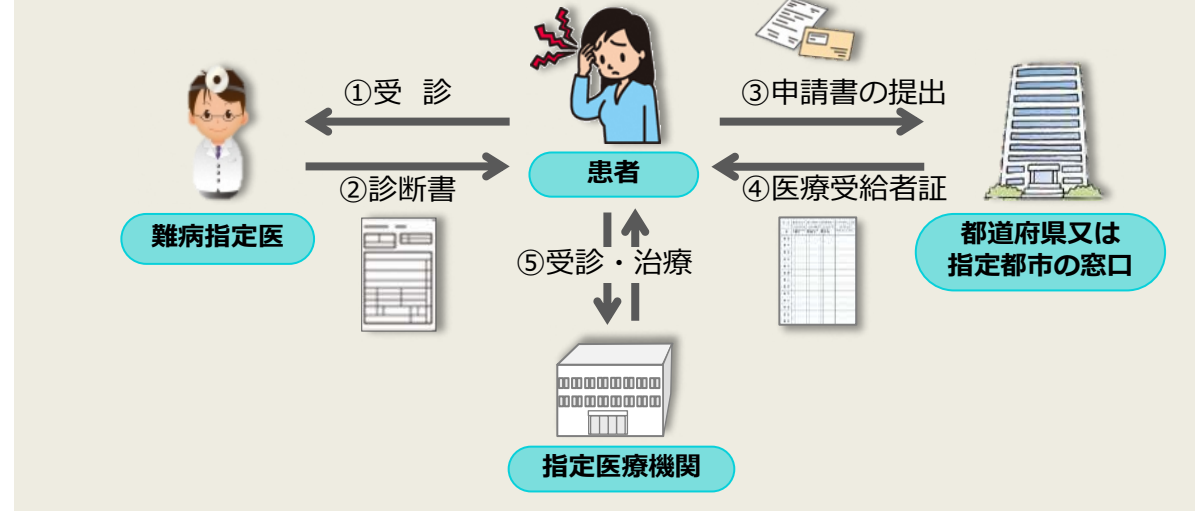 ①受 診
③申請書の提出
②診断書
患者
④医療受給者証
難病指定医
都道府県又は
指定都市の窓口
⑤受診・治療
指定医療機関